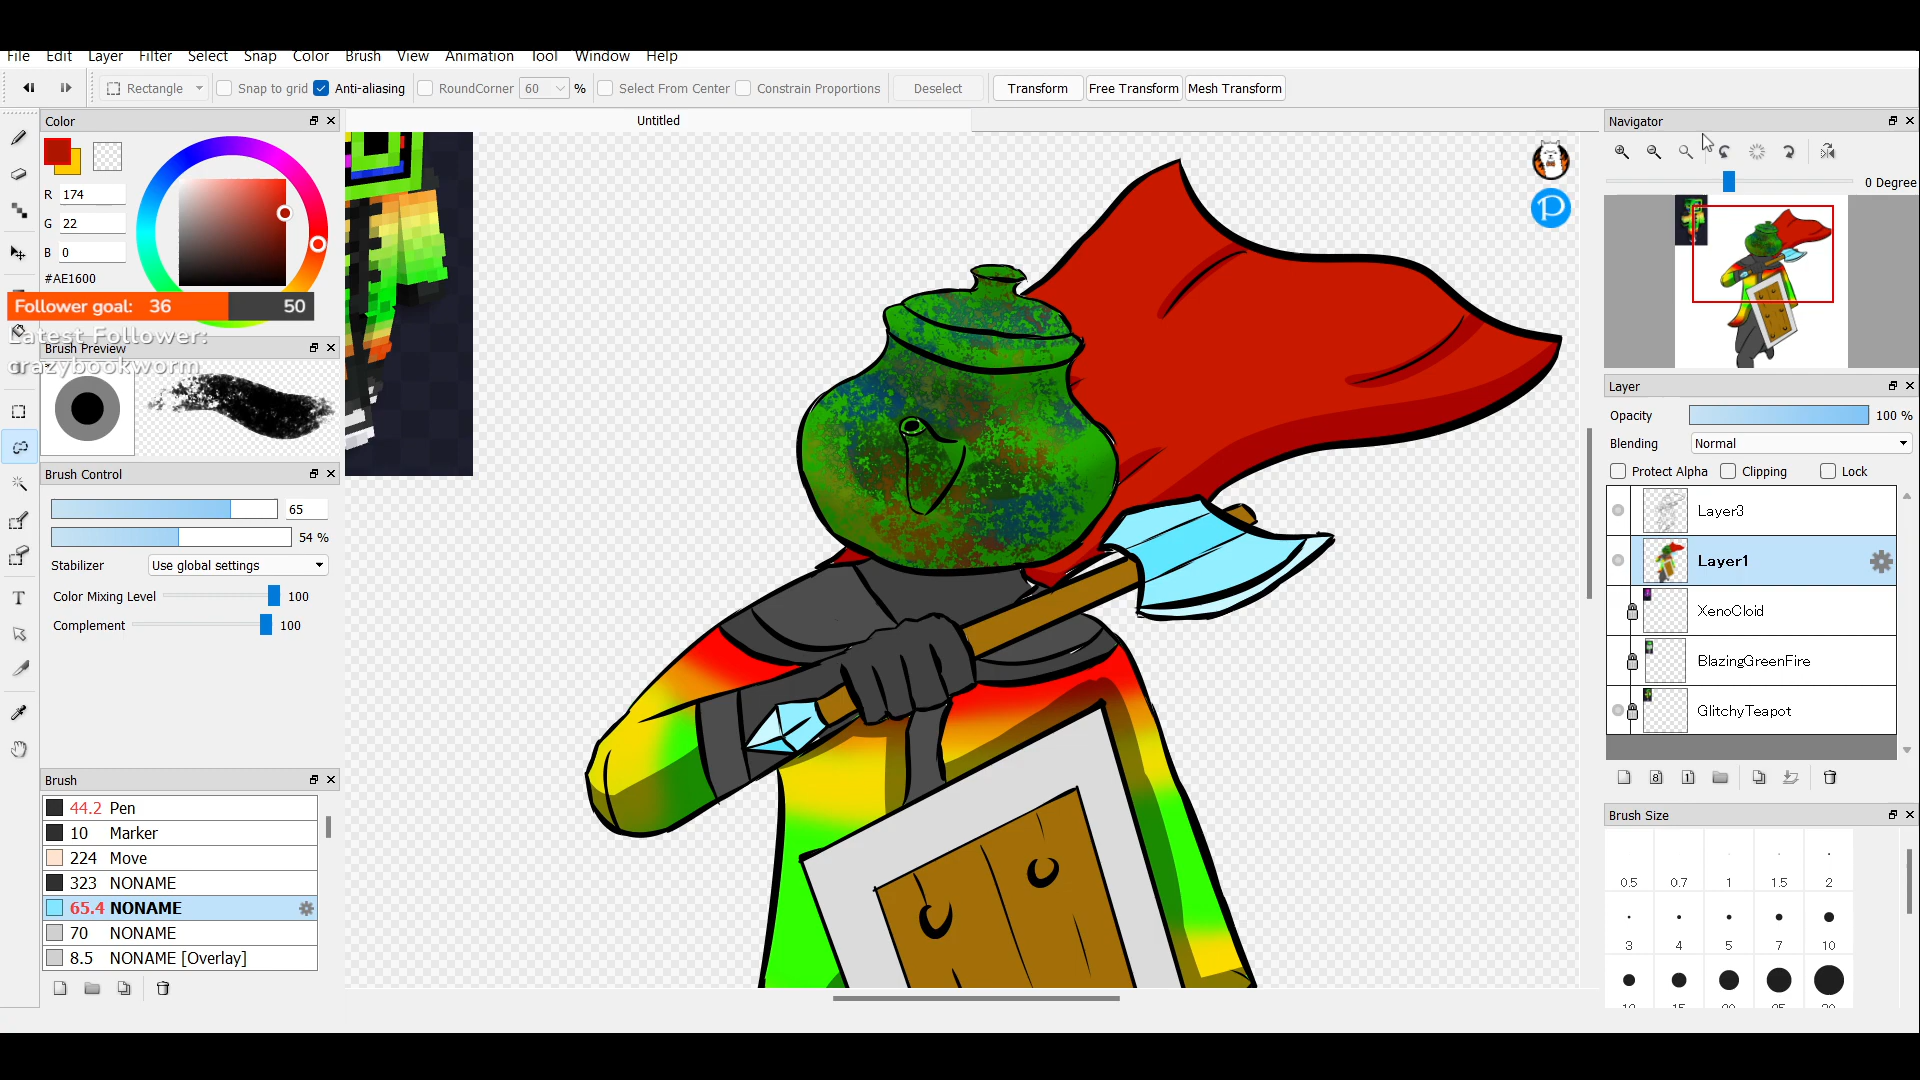 File Edit Layer Filter Select Snap Color Brush View Animation Tool Window Help
Rectangle Snap to grid Anti-aliasing RoundCorner 60 % Select From Center Constrain Proportions Deselect Transform Free Transform Mesh Transform
Color
Untitled
Navigator
R 174
G 22
B 0
#AE1600
0 Degree
Follower goal: 36 50
Latest Follower:
crazybookworm
Brush Preview
Brush Control
65
54 %
Stabilizer Use global settings
Color Mixing Level 100
Complement 100
Brush
44.2 Pen
10 Marker
224 Move
323 NONAME
65.4 NONAME
70 NONAME
8.5 NONAME [Overlay]
Layer
Opacity 100 %
Blending Normal
Protect Alpha Clipping Lock
Layer3
Layer1
XenoCloid
BlazingGreenFire
GlitchyTeapot
8 1
Brush Size
0.5 0.7 1 1.5 2
3 4 5 7 10